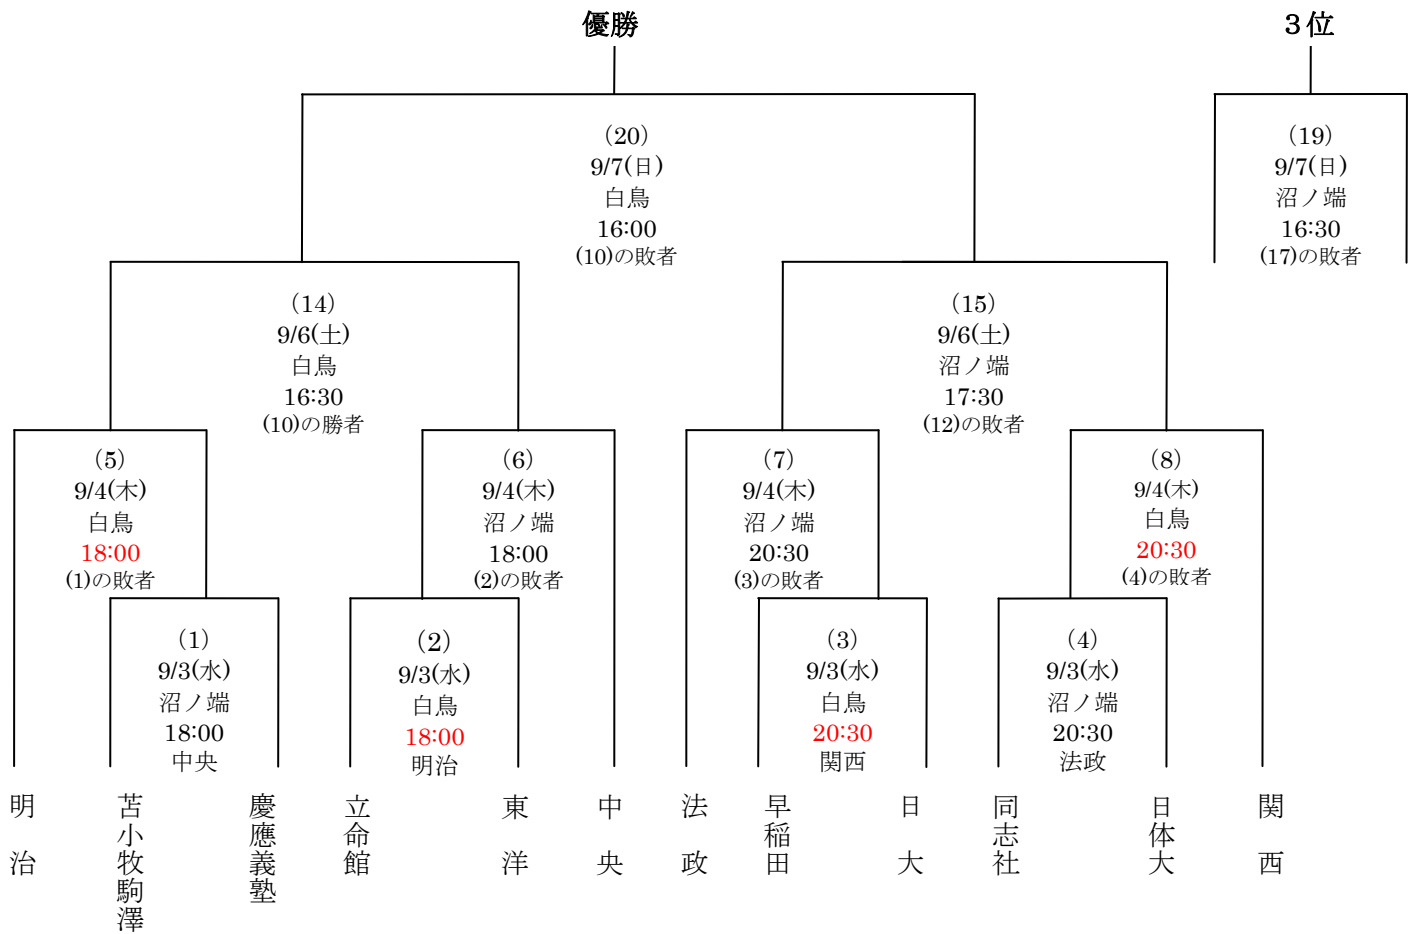 優勝
３位
(20)
9/7(日)
白鳥
16:00
(10)の敗者
(19)
9/7(日)
沼ノ端
16:30
(17)の敗者
(14)
9/6(土)
白鳥
16:30
(10)の勝者
(15)
9/6(土)
沼ノ端
17:30
(12)の敗者
(5)
9/4(木)
白鳥
18:00
(1)の敗者
(6)
9/4(木)
沼ノ端
18:00
(2)の敗者
(7)
9/4(木)
沼ノ端
20:30
(3)の敗者
(8)
9/4(木)
白鳥
20:30
(4)の敗者
(1)
9/3(水)
沼ノ端
18:00
中央
(2)
9/3(水)
白鳥
18:00
明治
(3)
9/3(水)
白鳥
20:30
関西
(4)
9/3(水)
沼ノ端
20:30
法政
明治
苫小牧駒澤
慶應義塾
立命館
東洋
中央
法政
早稲田
日大
同志社
日体大
関西